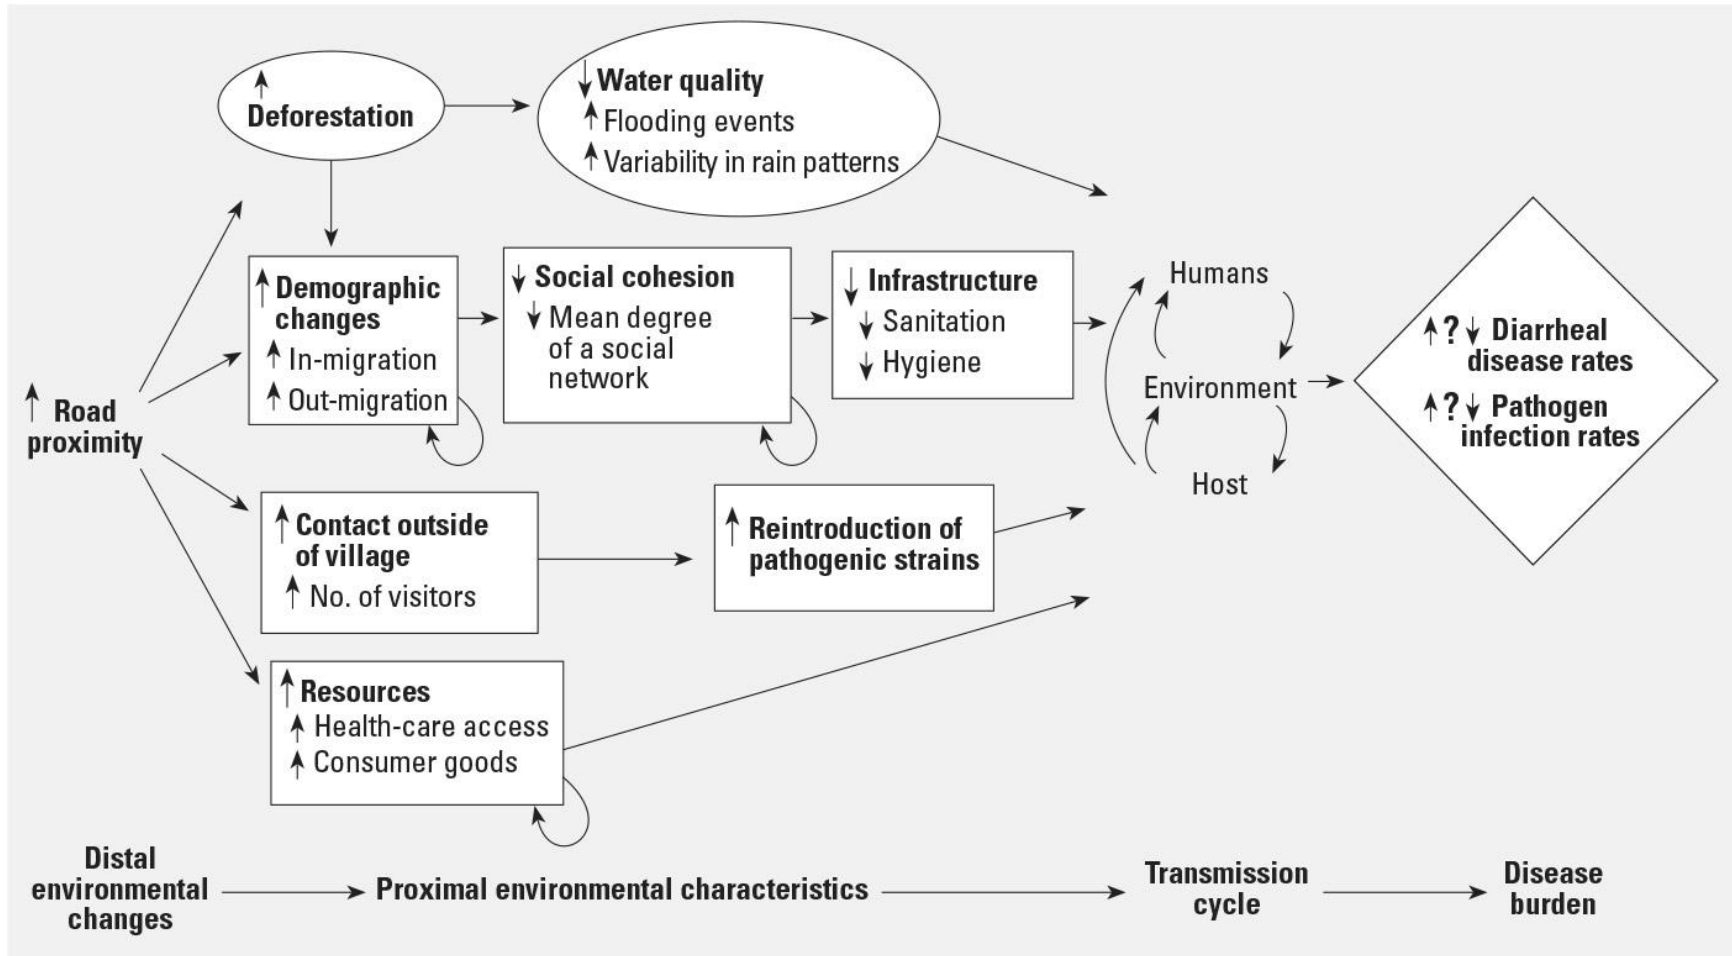 ↑ Deforestation
↓ Water quality
↑ Flooding events
↑ Variability in rain patterns
↑ Road
proximity
↑ Demographic
changes
↑ In-migration
↑ Out-migration
↓ Social cohesion
↓ Mean degree
of a social
network
↓ Infrastructure
↓ Sanitation
↓ Hygiene
↑ Contact outside
of village
↑ No. of visitors
↑ Reintroduction of
pathogenic strains
↑ Resources
↑ Health-care access
↑ Consumer goods
Humans
Environment
Host
↑?↓ Diarrheal
disease rates
↑?↓ Pathogen
infection rates
Distal
environmental
changes
Proximal environmental characteristics
Transmission
cycle
Disease
burden